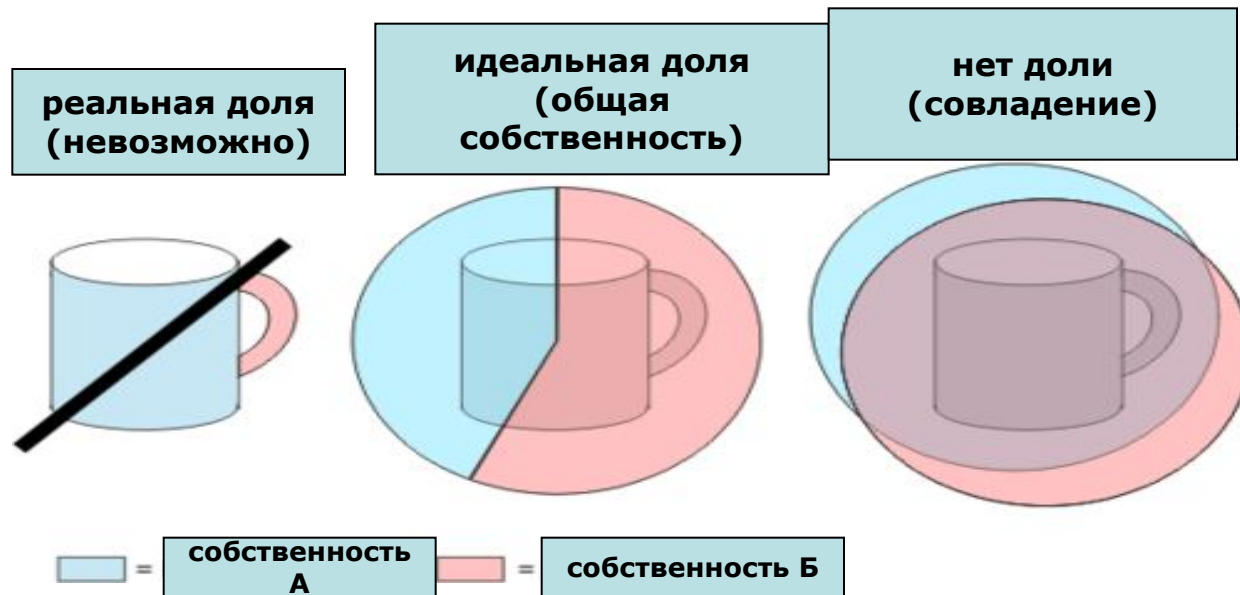 реальная доля
(невозможно)
идеальная доля
(общая
собственность)
нет доли
(совладение)
=
собственность
А
=
собственность Б